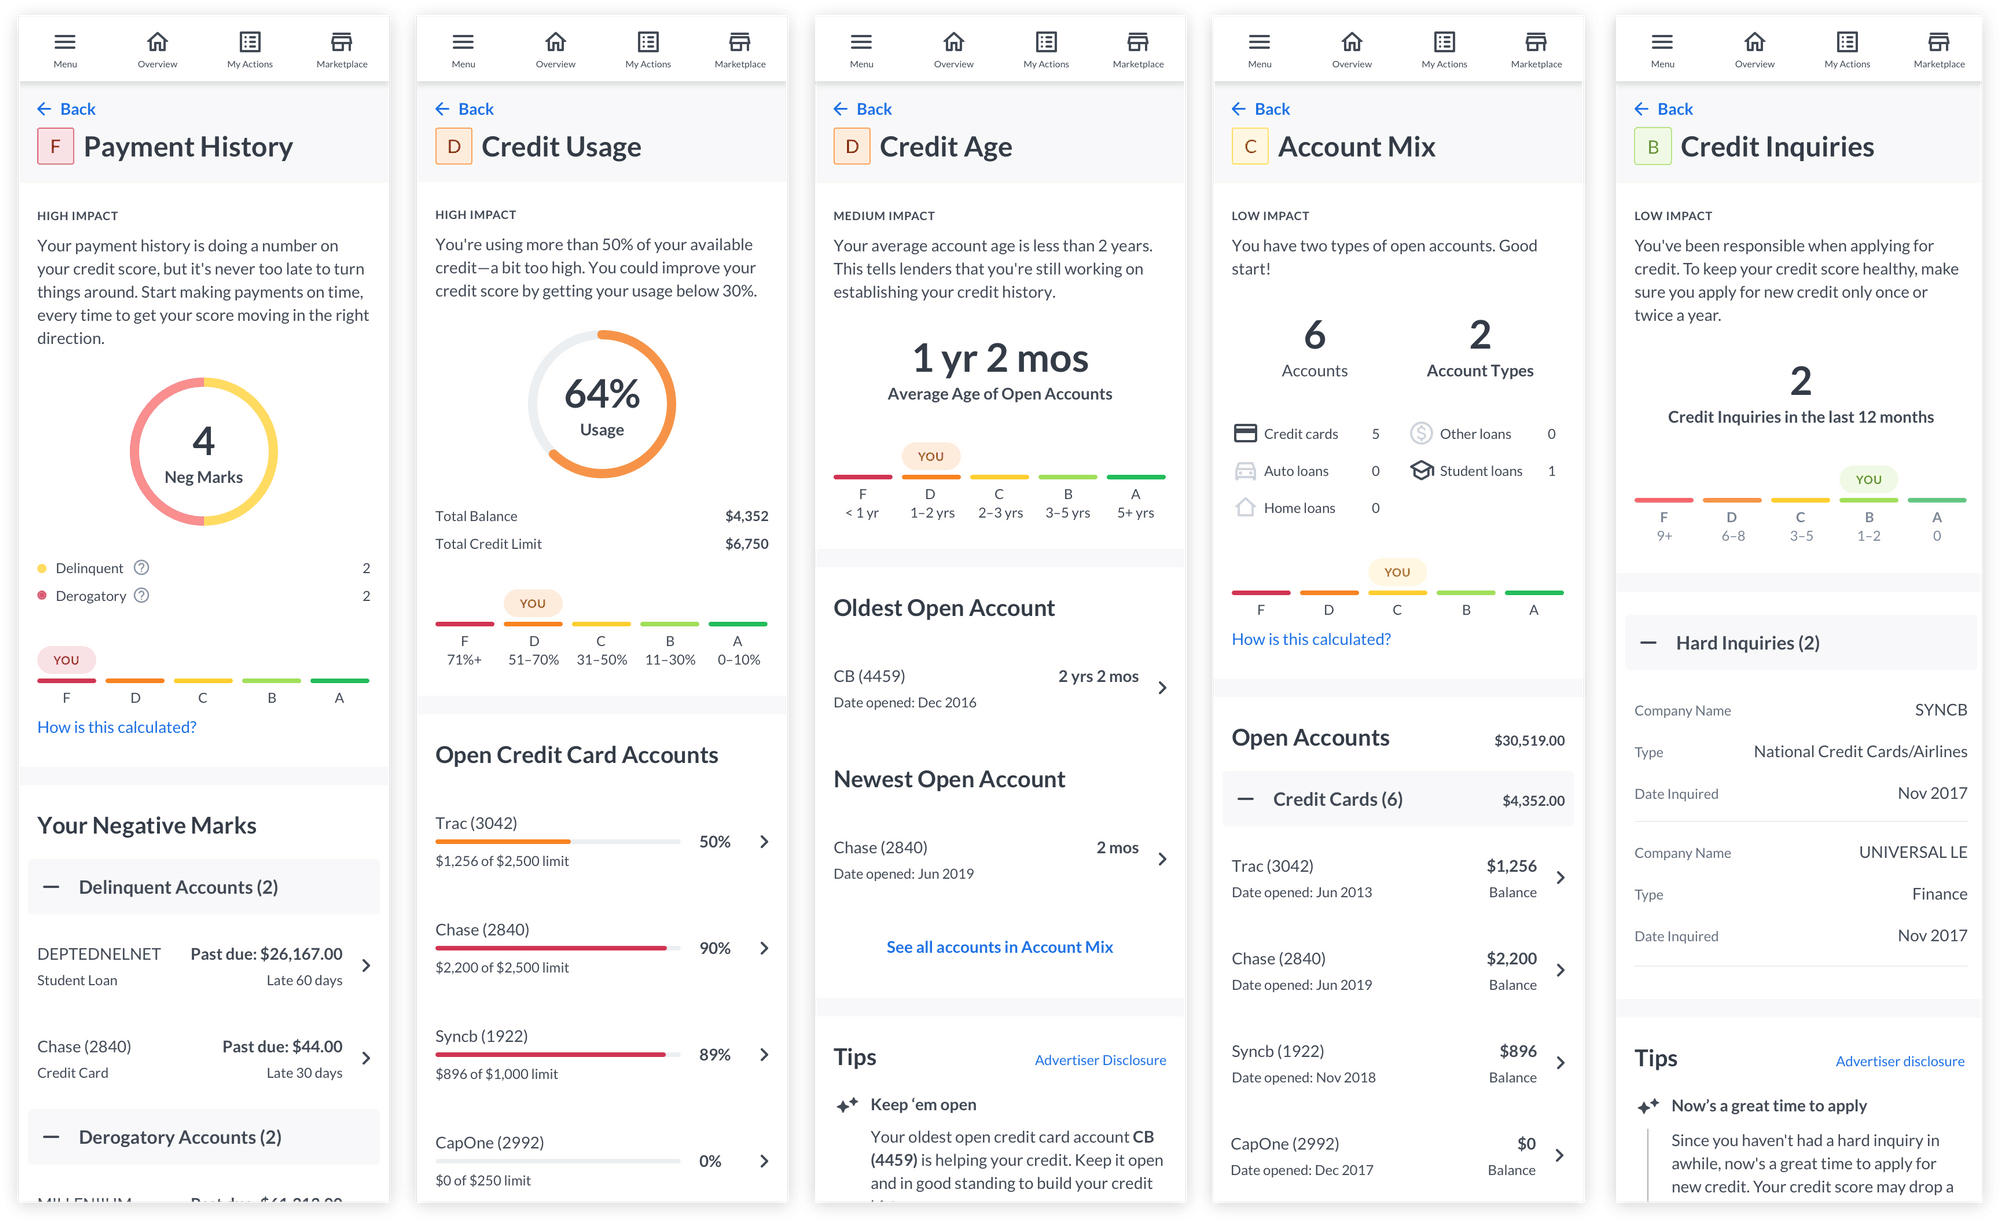 Menu
Overview
My Actions
Marketplace
Back
F Payment History
HIGH IMPACT
Your payment history is doing a number on
your credit score, but it's never too late to turn
things around. Start making payments on time,
every time to get your score moving in the right
direction.
4
Neg Marks
Delinquent 2
Derogatory 2
YOU
F D C B A
How is this calculated?
Your Negative Marks
Delinquent Accounts (2)
DEPTEDNELNET Past due: $26,167.00
Student Loan Late 60 days
Chase (2840) Past due: $44.00
Credit Card Late 30 days
Derogatory Accounts (2)
Menu
Overview
My Actions
Marketplace
Back
D Credit Usage
HIGH IMPACT
You're using more than 50% of your available
credit—a bit too high. You could improve your
credit score by getting your usage below 30%.
64%
Usage
Total Balance $4,352
Total Credit Limit $6,750
YOU
F D C B A
71%+ 51–70% 31–50% 11–30% 0–10%
Open Credit Card Accounts
Trac (3042)
50%
$1,256 of $2,500 limit
Chase (2840)
90%
$2,200 of $2,500 limit
Syncb (1922)
89%
$896 of $1,000 limit
CapOne (2992)
0%
$0 of $250 limit
Menu
Overview
My Actions
Marketplace
Back
D Credit Age
MEDIUM IMPACT
Your average account age is less than 2 years.
This tells lenders that you're still working on
establishing your credit history.
1 yr 2 mos
Average Age of Open Accounts
YOU
F D C B A
< 1 yr 1–2 yrs 2–3 yrs 3–5 yrs 5+ yrs
Oldest Open Account
CB (4459) 2 yrs 2 mos
Date opened: Dec 2016
Newest Open Account
Chase (2840) 2 mos
Date opened: Jun 2019
See all accounts in Account Mix
Tips Advertiser Disclosure
Keep ‘em open
Your oldest open credit card account CB
(4459) is helping your credit. Keep it open
and in good standing to build your credit
Menu
Overview
My Actions
Marketplace
Back
C Account Mix
LOW IMPACT
You have two types of open accounts. Good
start!
6 2
Accounts Account Types
Credit cards 5 Other loans 0
Auto loans 0 Student loans 1
Home loans 0
YOU
F D C B A
How is this calculated?
Open Accounts $30,519.00
Credit Cards (6) $4,352.00
Trac (3042) $1,256
Date opened: Jun 2013 Balance
Chase (2840) $2,200
Date opened: Jun 2019 Balance
Syncb (1922) $896
Date opened: Nov 2018 Balance
CapOne (2992) $0
Date opened: Dec 2017 Balance
Menu
Overview
My Actions
Marketplace
Back
B Credit Inquiries
LOW IMPACT
You've been responsible when applying for
credit. To keep your credit score healthy, make
sure you apply for new credit only once or
twice a year.
2
Credit Inquiries in the last 12 months
YOU
F D C B A
9+ 6–8 3–5 1–2 0
Hard Inquiries (2)
Company Name SYNCB
Type National Credit Cards/Airlines
Date Inquired Nov 2017
Company Name UNIVERSAL LE
Type Finance
Date Inquired Nov 2017
Tips Advertiser disclosure
Now’s a great time to apply
Since you haven't had a hard inquiry in
awhile, now's a great time to apply for
new credit. Your credit score may drop a